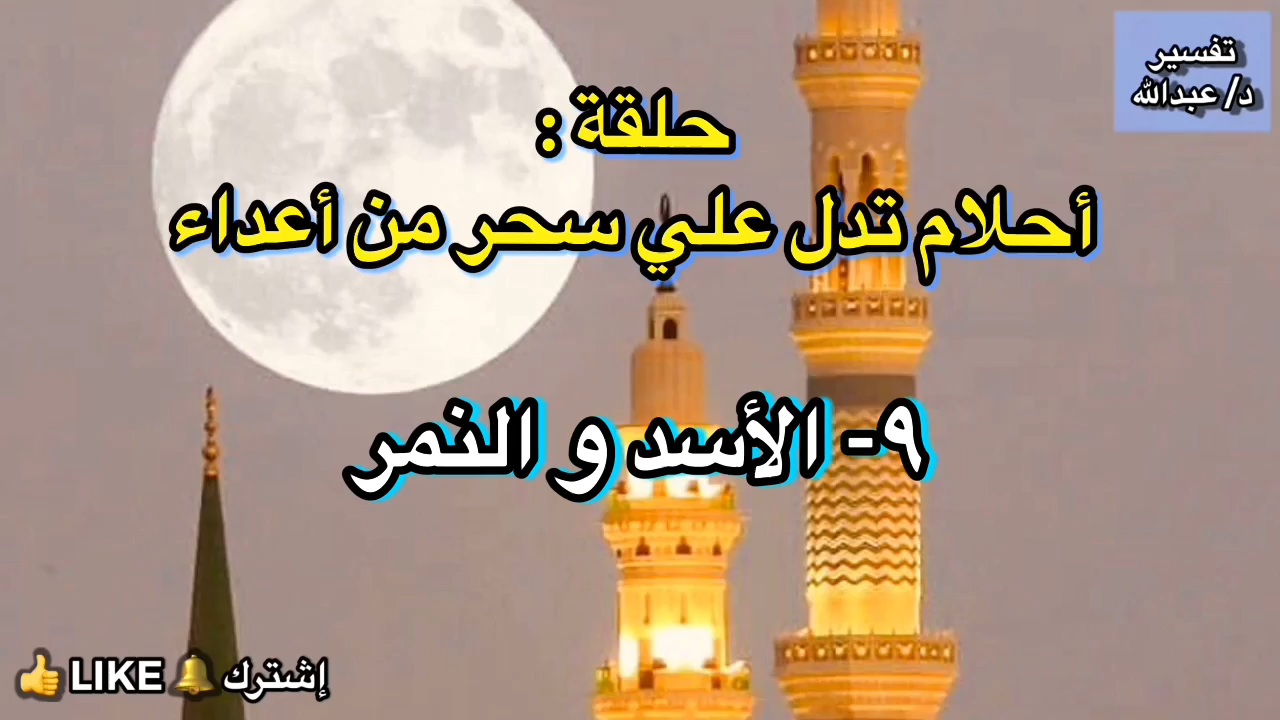 تفسير
د/ عبدالله
حلقة :
أحلام تدل علي سحر من أعداء
٩- الأسد و النمر
إشترك🔔LIKE👍